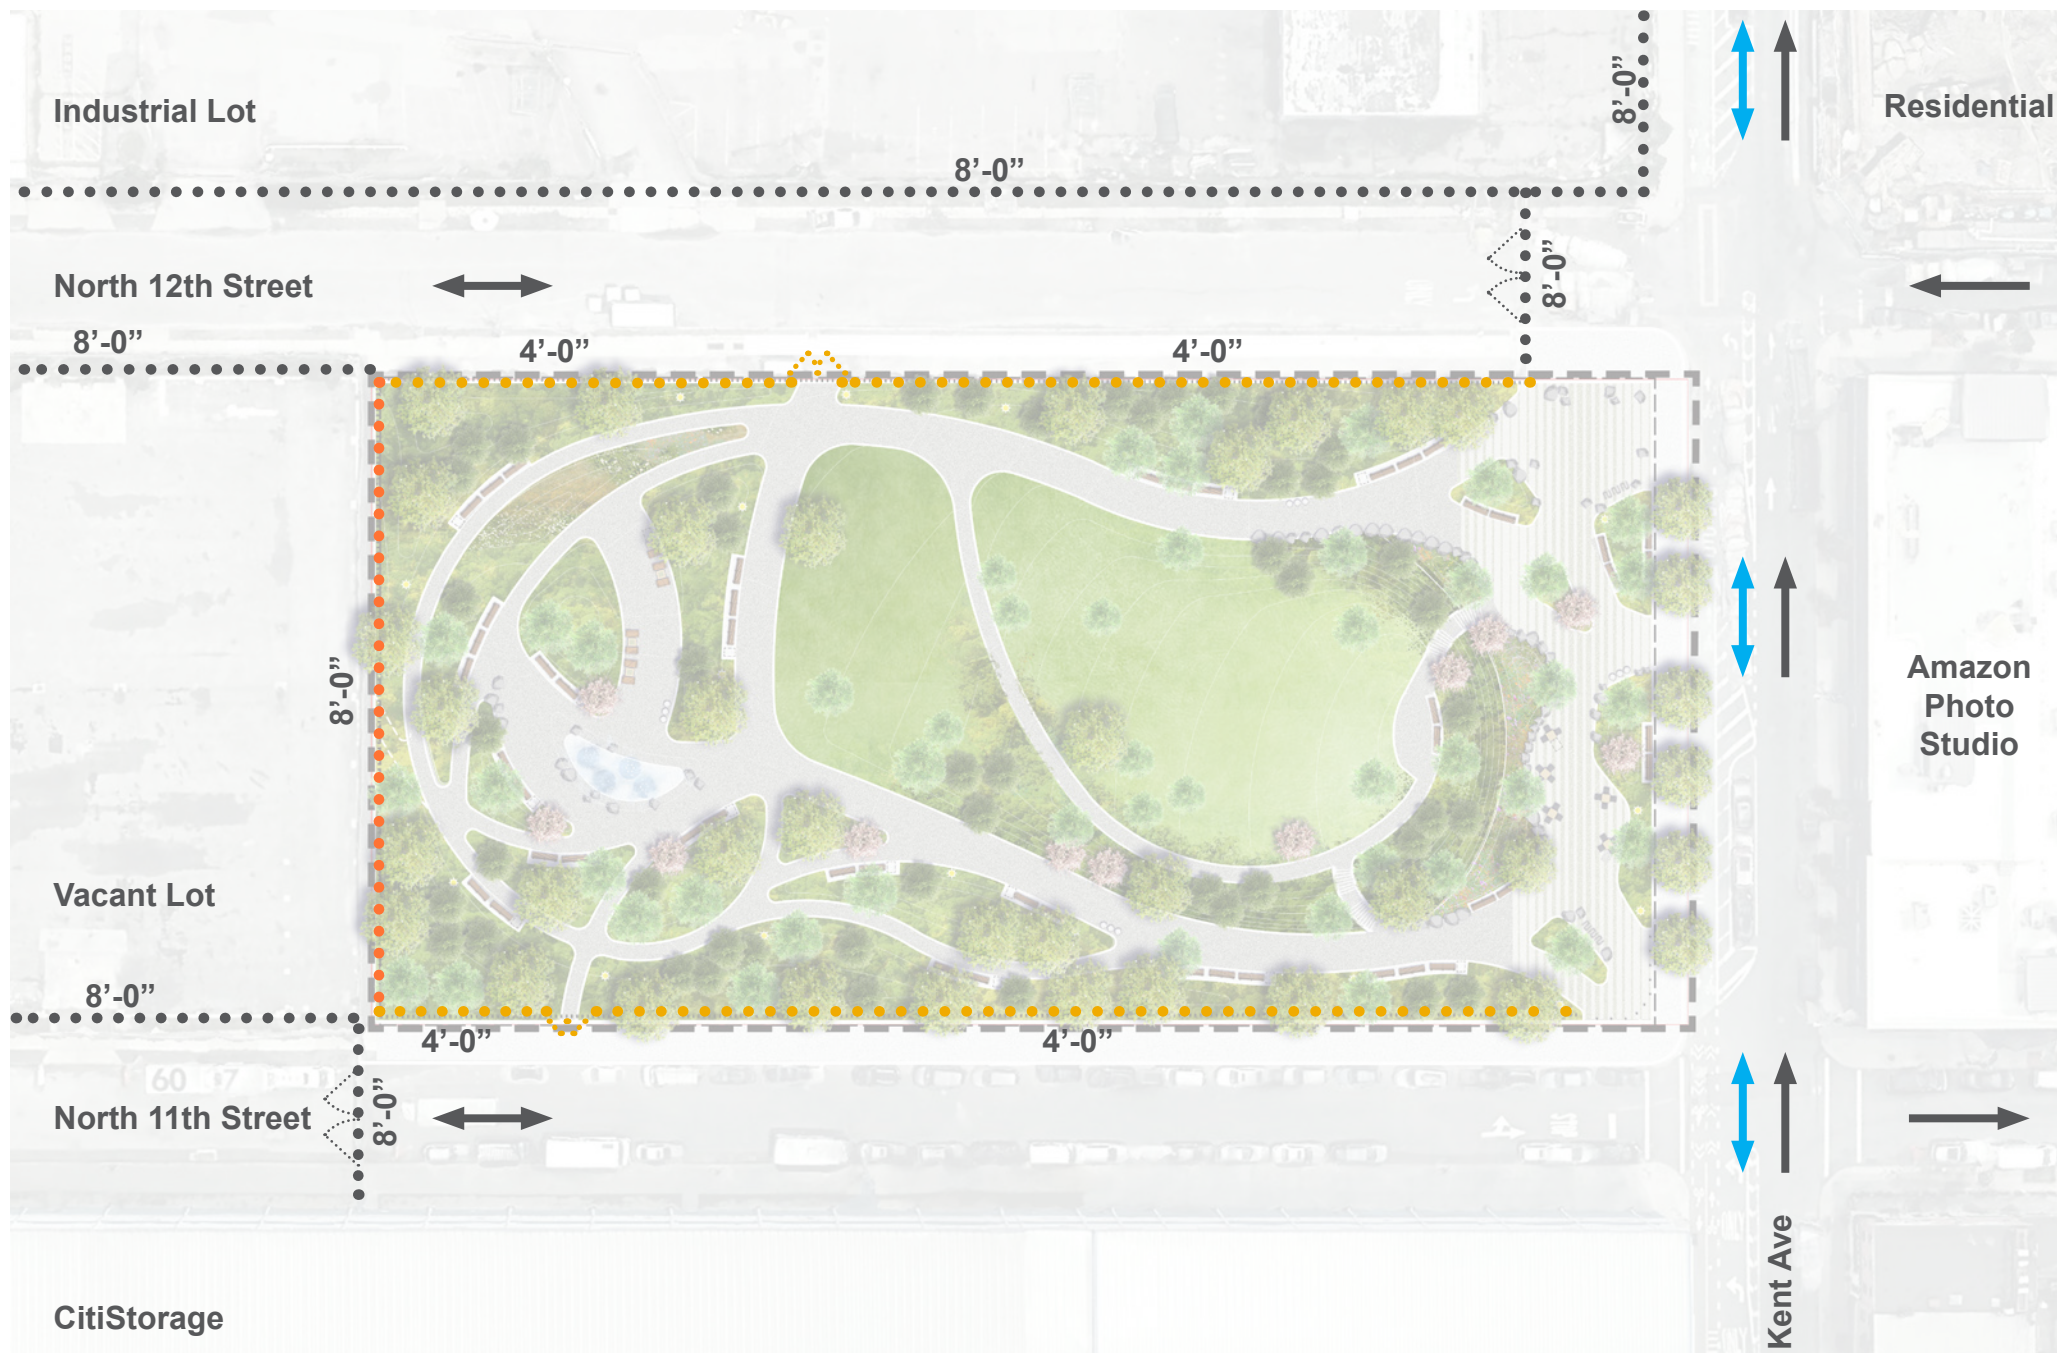 8’-0”
Industrial Lot
Residential
8’-0”
North 12th Street
8’-0”
8’-0”
4’-0”
4’-0”
8’-0”
Amazon
Photo
Studio
Vacant Lot
8’-0”
4’-0”
4’-0”
60
7
North 11th Street
8’-0”
Kent Ave
CitiStorage